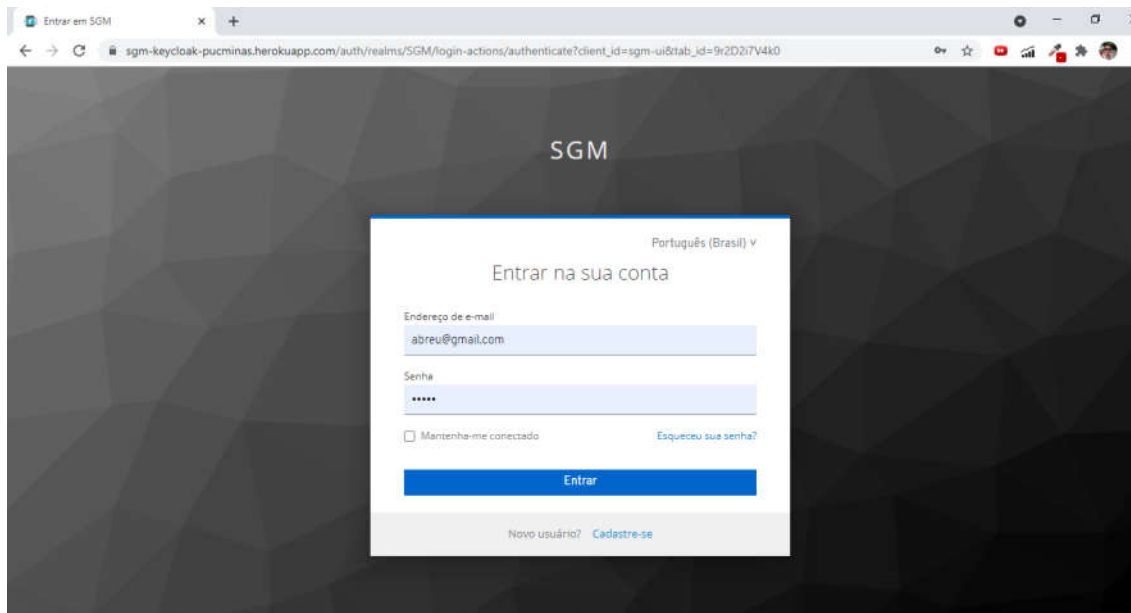 Entrar em SGM
sgm-keycloak-pucminas.herokuapp.com/auth/realms/SGM/login-actions/authenticate?client_id=sgm-ui&tab_id=9r2D2i7V4k0
SGM
Português (Brasil)
Entrar na sua conta
Endereço de e-mail
abreu@gmail.com
Senha
•••••
Mantenha-me conectado Esqueceu sua senha?
Entrar
Novo usuário? Cadastre-se